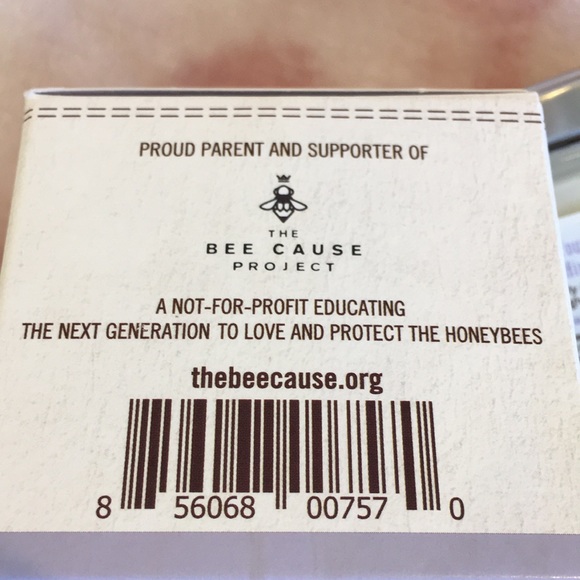 PROUD PARENT AND SUPPORTER OF
THE
BEE CAUSE
PROJECT
A NOT-FOR-PROFIT EDUCATING
THE NEXT GENERATION TO LOVE AND PROTECT THE HONEYBEES
thebeecause.org
8 56068 00757 0